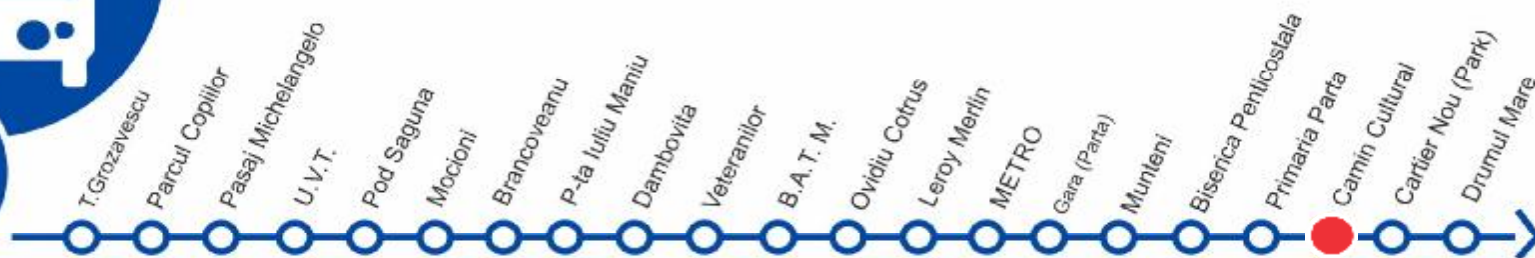 T.Grozavescu
Parcul Copiilor
Pasaj Michelangelo
U.V.T.
Pod Saguna
Mocioni
Brancoveanu
P-ta Iuliu Maniu
Dambovita
Veteranilor
B.A.T. M.
Ovidiu Cotrus
Leroy Merlin
METRO
Gara (Parta)
Munteni
Biserica Penticostala
Primaria Parta
Camin Cultural
Cartier Nou (Park)
Drumul Mare